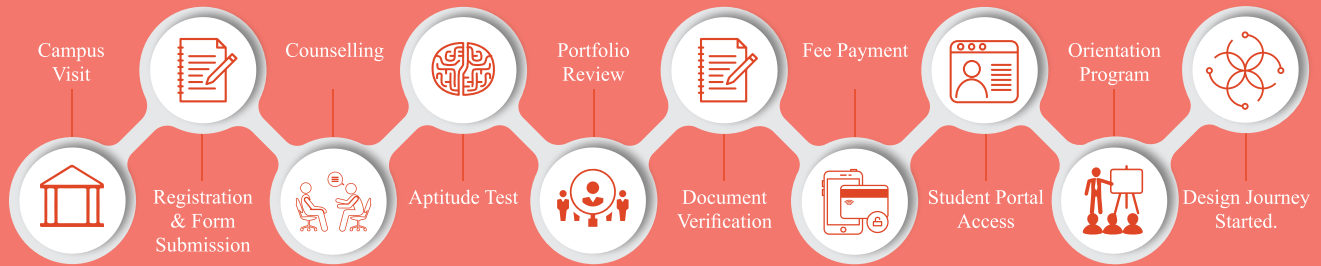 Campus
Visit
Registration
& Form
Submission
Counselling
Aptitude Test
Portfolio
Review
Document
Verification
Fee Payment
Student Portal
Access
Orientation
Program
Design Journey
Started.